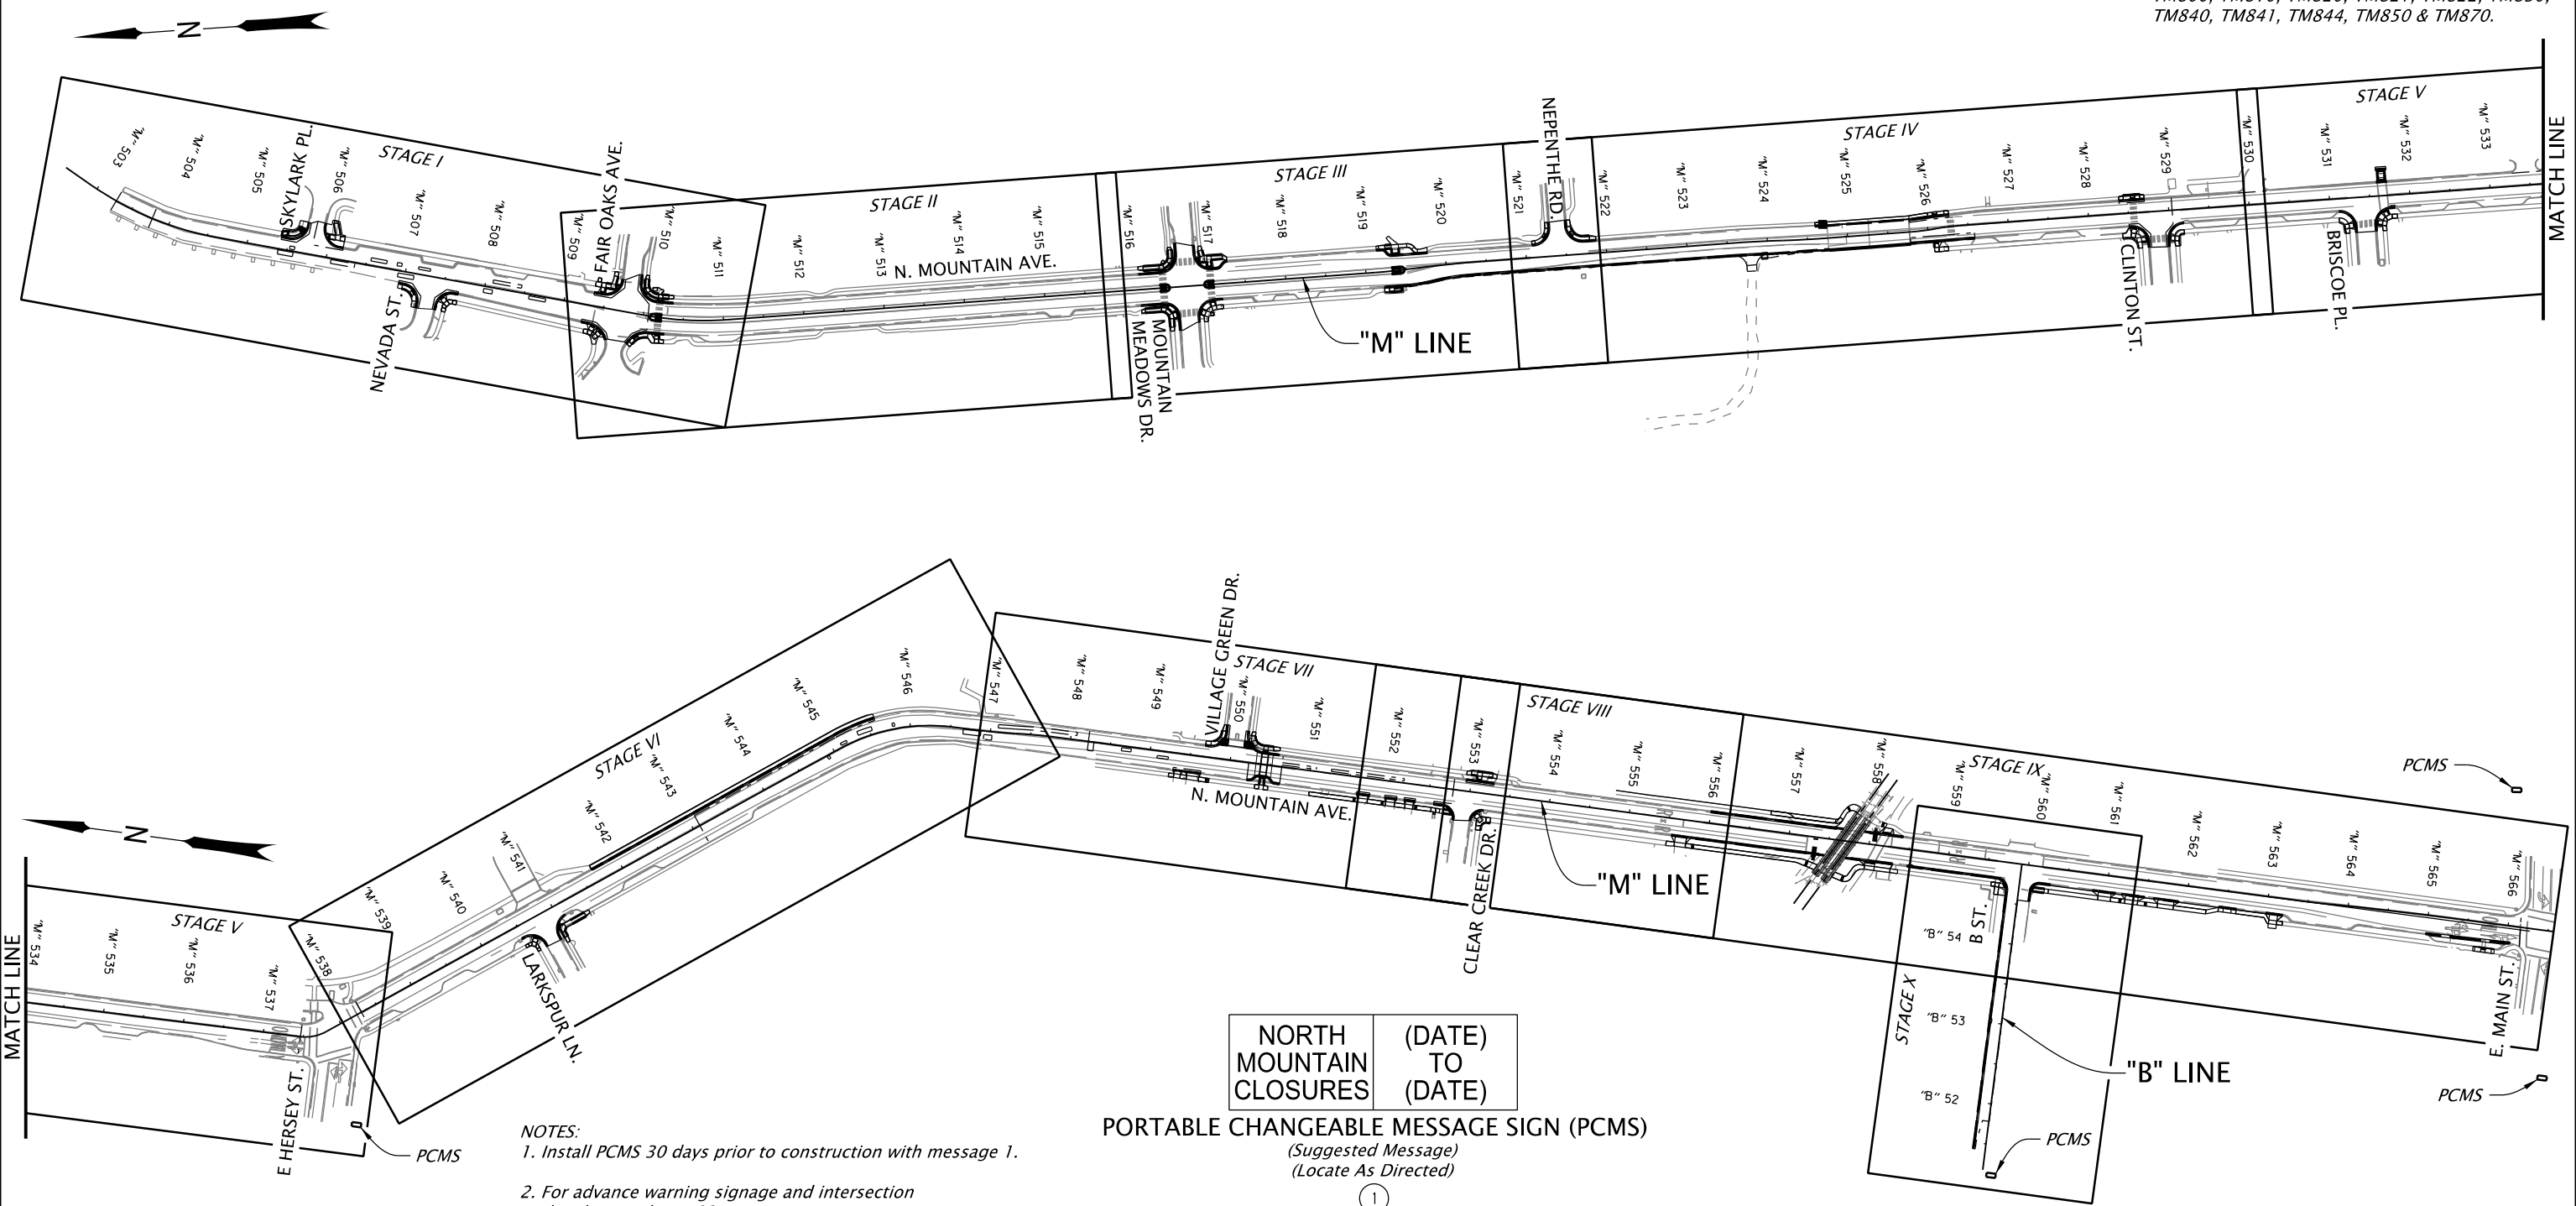 TM840, TM841, TM844, TM850 & TM870.
N
STAGE I
"M" 503
"M" 504
"M" 505
SKYLARK PL.
"M" 506
"M" 507
"M" 508
"M" 509
FAIR OAKS AVE.
"M" 510
NEVADA ST.
STAGE II
"M" 511
"M" 512
"M" 513
"M" 514
"M" 515
N. MOUNTAIN AVE.
STAGE III
"M" 516
"M" 517
"M" 518
"M" 519
"M" 520
"M" 521
MOUNTAIN
MEADOWS DR.
"M" LINE
NEPENTHE RD.
STAGE IV
"M" 522
"M" 523
"M" 524
"M" 525
"M" 526
"M" 527
"M" 528
"M" 529
"M" 530
CLINTON ST.
STAGE V
"M" 531
"M" 532
"M" 533
BRISCOE PL.
MATCH LINE
N
MATCH LINE
STAGE V
"M" 534
"M" 535
"M" 536
"M" 537
"M" 538
E HERSEY ST.
PCMS
STAGE VI
"M" 539
"M" 540
"M" 541
"M" 542
"M" 543
"M" 544
"M" 545
"M" 546
"M" 547
LARKSPUR LN.
STAGE VII
"M" 548
"M" 549
VILLAGE GREEN DR.
"M" 550
"M" 551
"M" 552
N. MOUNTAIN AVE.
"M" 553
CLEAR CREEK DR.
STAGE VIII
"M" 554
"M" 555
"M" 556
"M" LINE
STAGE IX
"M" 557
"M" 558
"M" 559
"M" 560
"M" 561
"M" 562
"M" 563
"M" 564
"M" 565
"M" 566
E. MAIN ST.
PCMS
PCMS
STAGE X
B ST.
"B" 54
"B" 53
"B" 52
"B" LINE
PCMS
NORTH
MOUNTAIN
CLOSURES
(DATE)
TO
(DATE)
PORTABLE CHANGEABLE MESSAGE SIGN (PCMS)
(Suggested Message)
(Locate As Directed)
1
NOTES:
1. Install PCMS 30 days prior to construction with message 1.
2. For advance warning signage and intersection